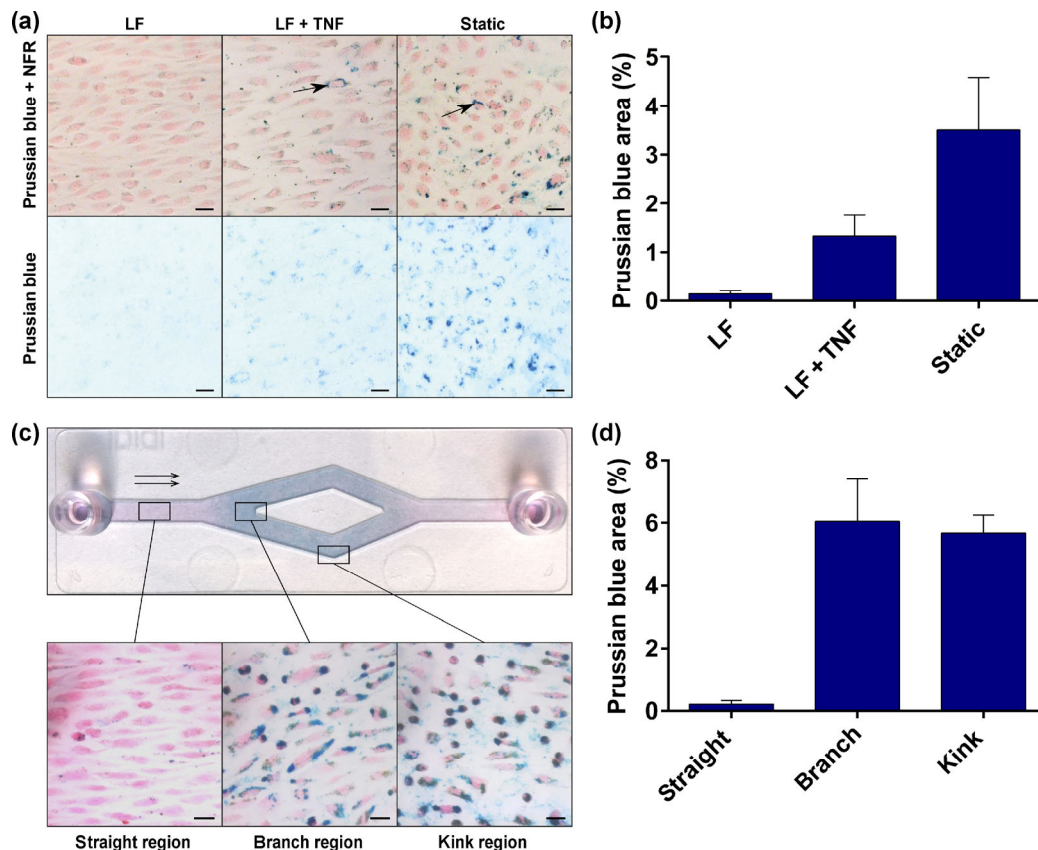 (a)
LF
LF + TNF
Static
Prussian blue + NFR
Prussian blue
(b)
Prussian blue area (%)
5
4
3
2
1
0
LF
LF + TNF
Static
(c)
Straight region
Branch region
Kink region
(d)
Prussian blue area (%)
8
6
4
2
0
Straight
Branch
Kink